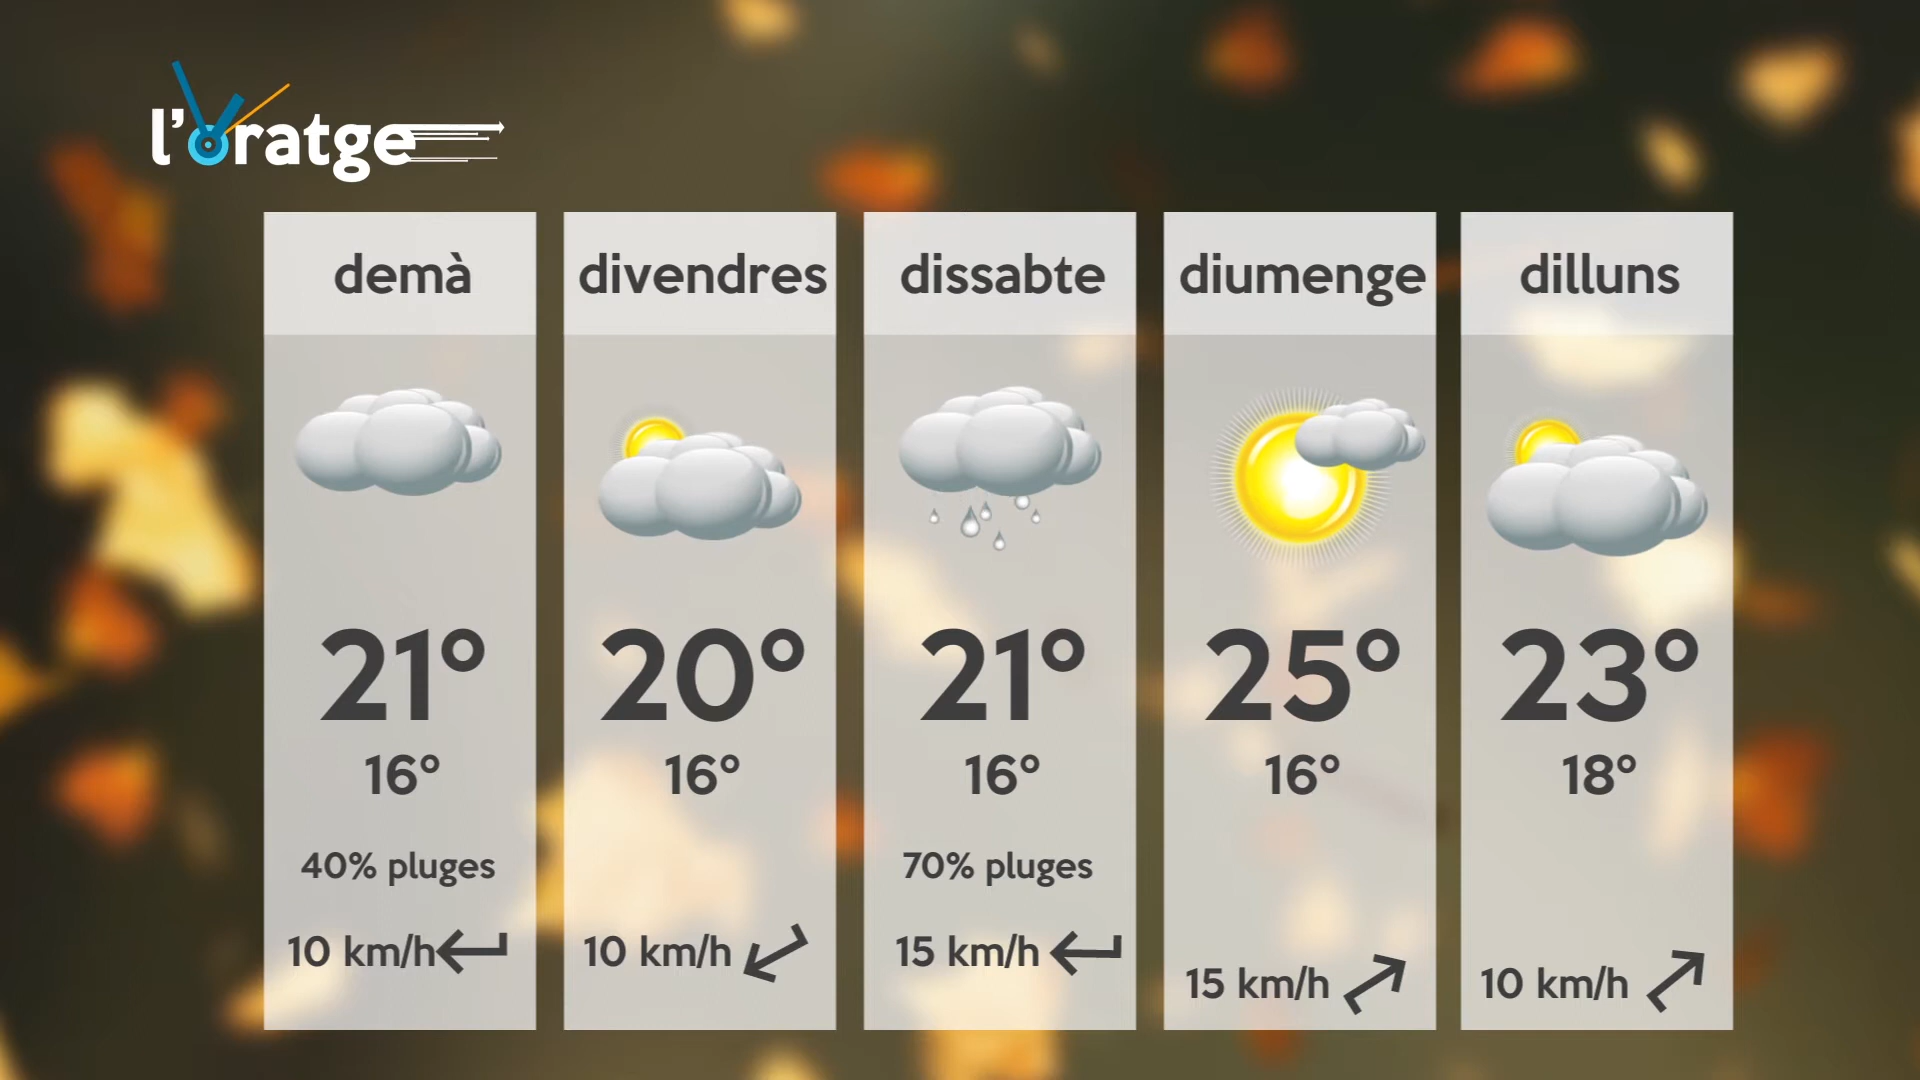 l'oratge
demà
21°
16°
40% pluges
10 km/h
divendres
20°
16°
10 km/h
dissabte
21°
16°
70% pluges
15 km/h
diumenge
25°
16°
15 km/h
dilluns
23°
18°
10 km/h